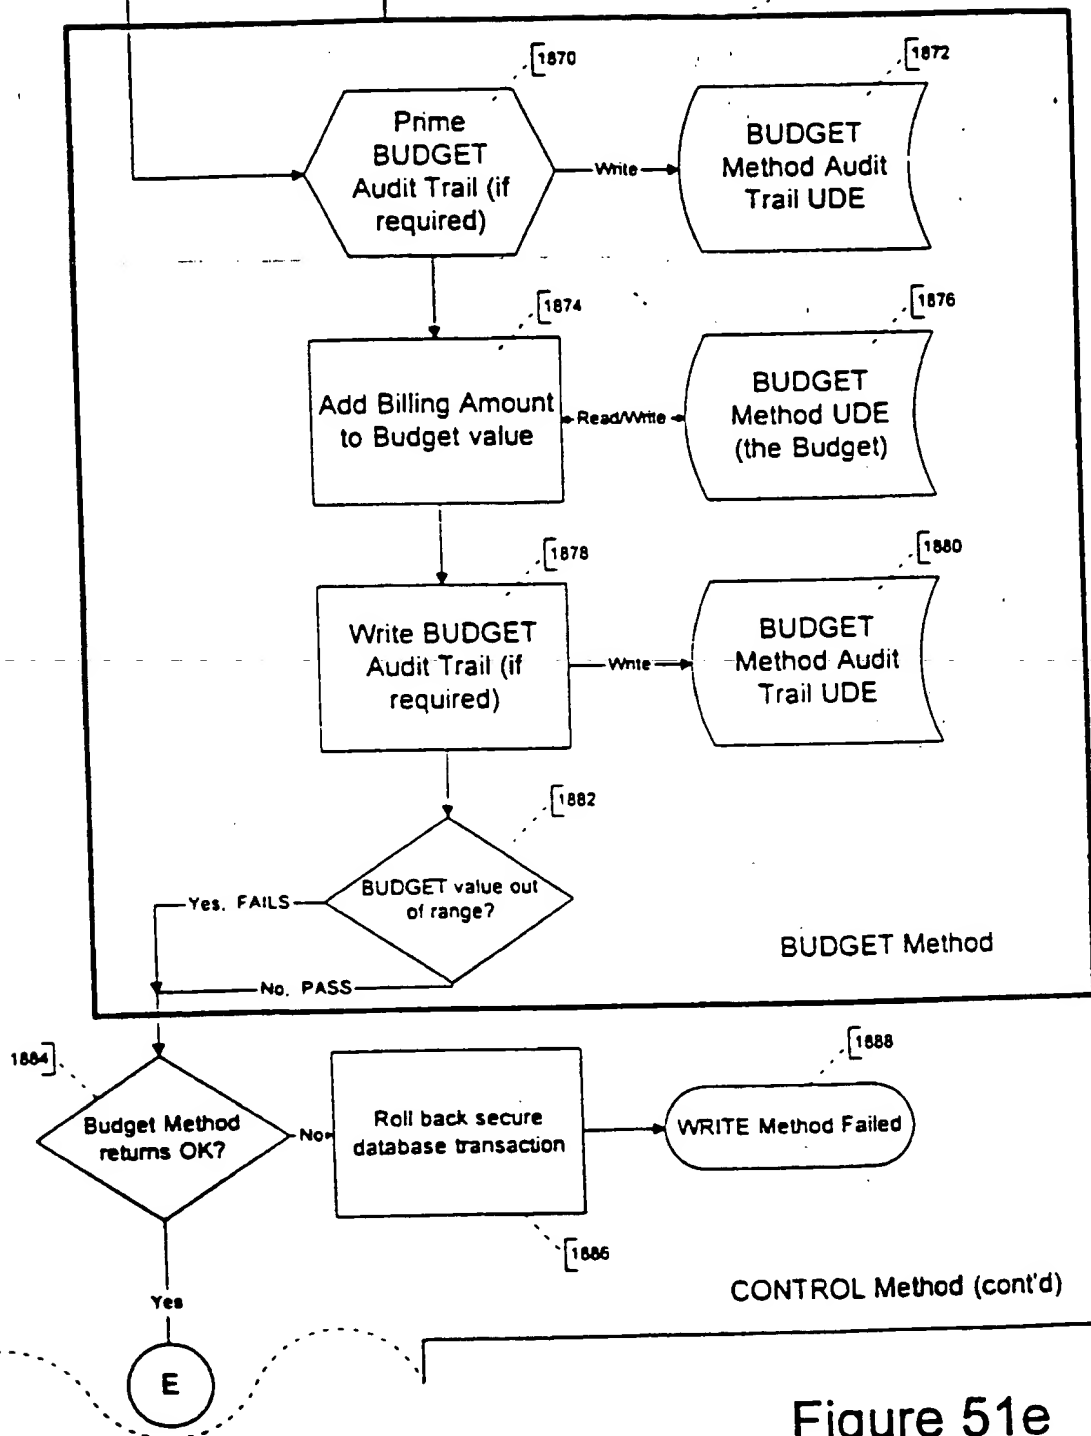 1870
1872
Prime
BUDGET
Audit Trail (if
required)
Write
BUDGET
Method Audit
Trail UDE
1874
1876
Add Billing Amount
to Budget value
Read/Write
BUDGET
Method UDE
(the Budget)
1878
1880
Write BUDGET
Audit Trail (if
required)
Write
BUDGET
Method Audit
Trail UDE
1882
BUDGET value out
of range?
Yes, FAILS
No, PASS
BUDGET Method
1884
1888
Budget Method
returns OK?
No
Roll back secure
database transaction
WRITE Method Failed
1886
Yes
CONTROL Method (cont'd)
E
Figure 51e